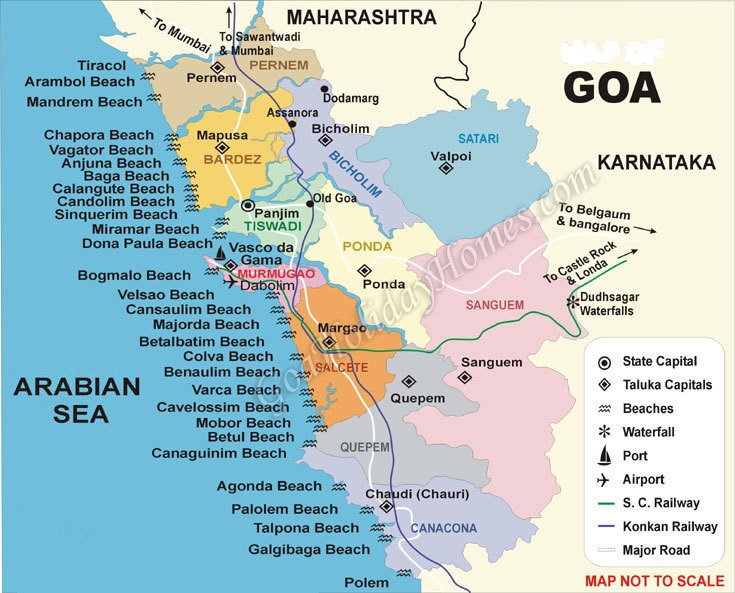 MAHARASHTRA
To Mumbai
To Sawantwadi
& Mumbai
MAP OF
GOA
Tiracol
Arambol Beach
Mandrem Beach
Pernem
PERNEM
Dodamarg
Assanora
Chapora Beach
Vagator Beach
Anjuna Beach
Baga Beach
Calangute Beach
Candolim Beach
Sinquerim Beach
Miramar Beach
Dona Paula Beach
Bogmalo Beach
Mapusa
BARDEZ
Bicholim
BICHOLIM
SATARI
Valpoi
KARNATAKA
Panjim
TISWADI
Old Goa
To Belgaum
& bangalore
Vasco da
Gama
MURMUGAO
Dabolim
PONDA
Ponda
To Castle Rock
& Londa
SANGUEM
Dudhsagar
Waterfalls
Velsao Beach
Cansaulim Beach
Majorda Beach
Betalbatim Beach
Colva Beach
Benaulim Beach
Varca Beach
Cavelossim Beach
Mobor Beach
Betul Beach
Canaguinim Beach
Margao
SALCETE
Sanguem
Quepem
QUEPEM
ARABIAN
SEA
Agonda Beach
Palolem Beach
Talpona Beach
Galgibaga Beach
Polem
Chaudi (Chauri)
CANACONA
State Capital
Taluka Capitals
Beaches
Waterfall
Port
Airport
S. C. Railway
Konkan Railway
Major Road
MAP NOT TO SCALE
GoaHolidayHomes.com